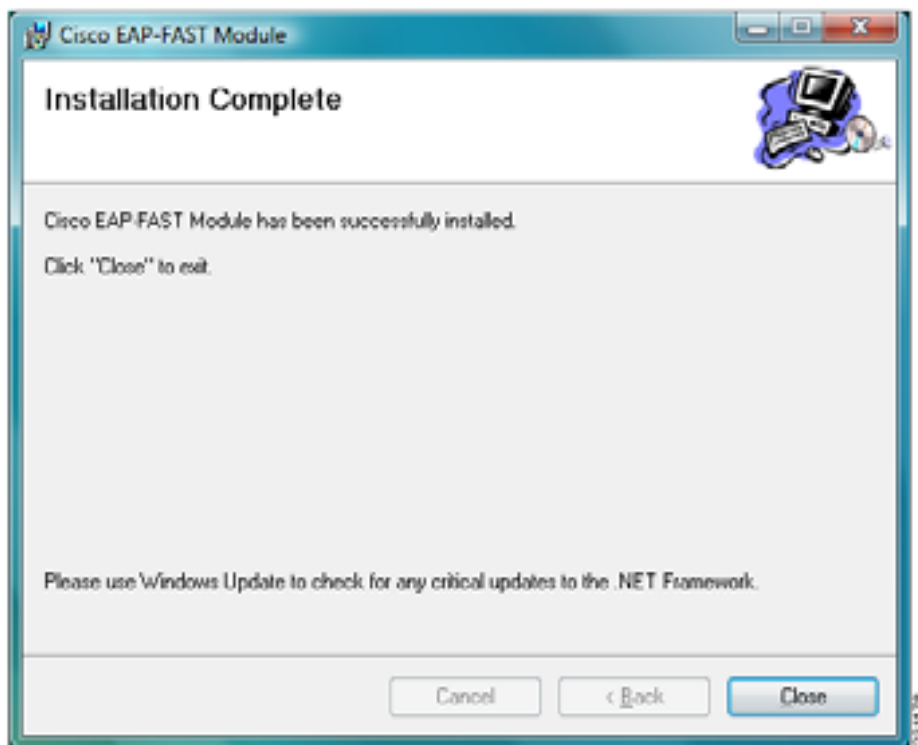 Cisco EAP-FAST Module
Installation Complete
Cisco EAP-FAST Module has been successfully installed.
Click "Close" to exit.
Please use Windows Update to check for any critical updates to the .NET Framework.
Cancel
< Back
Close